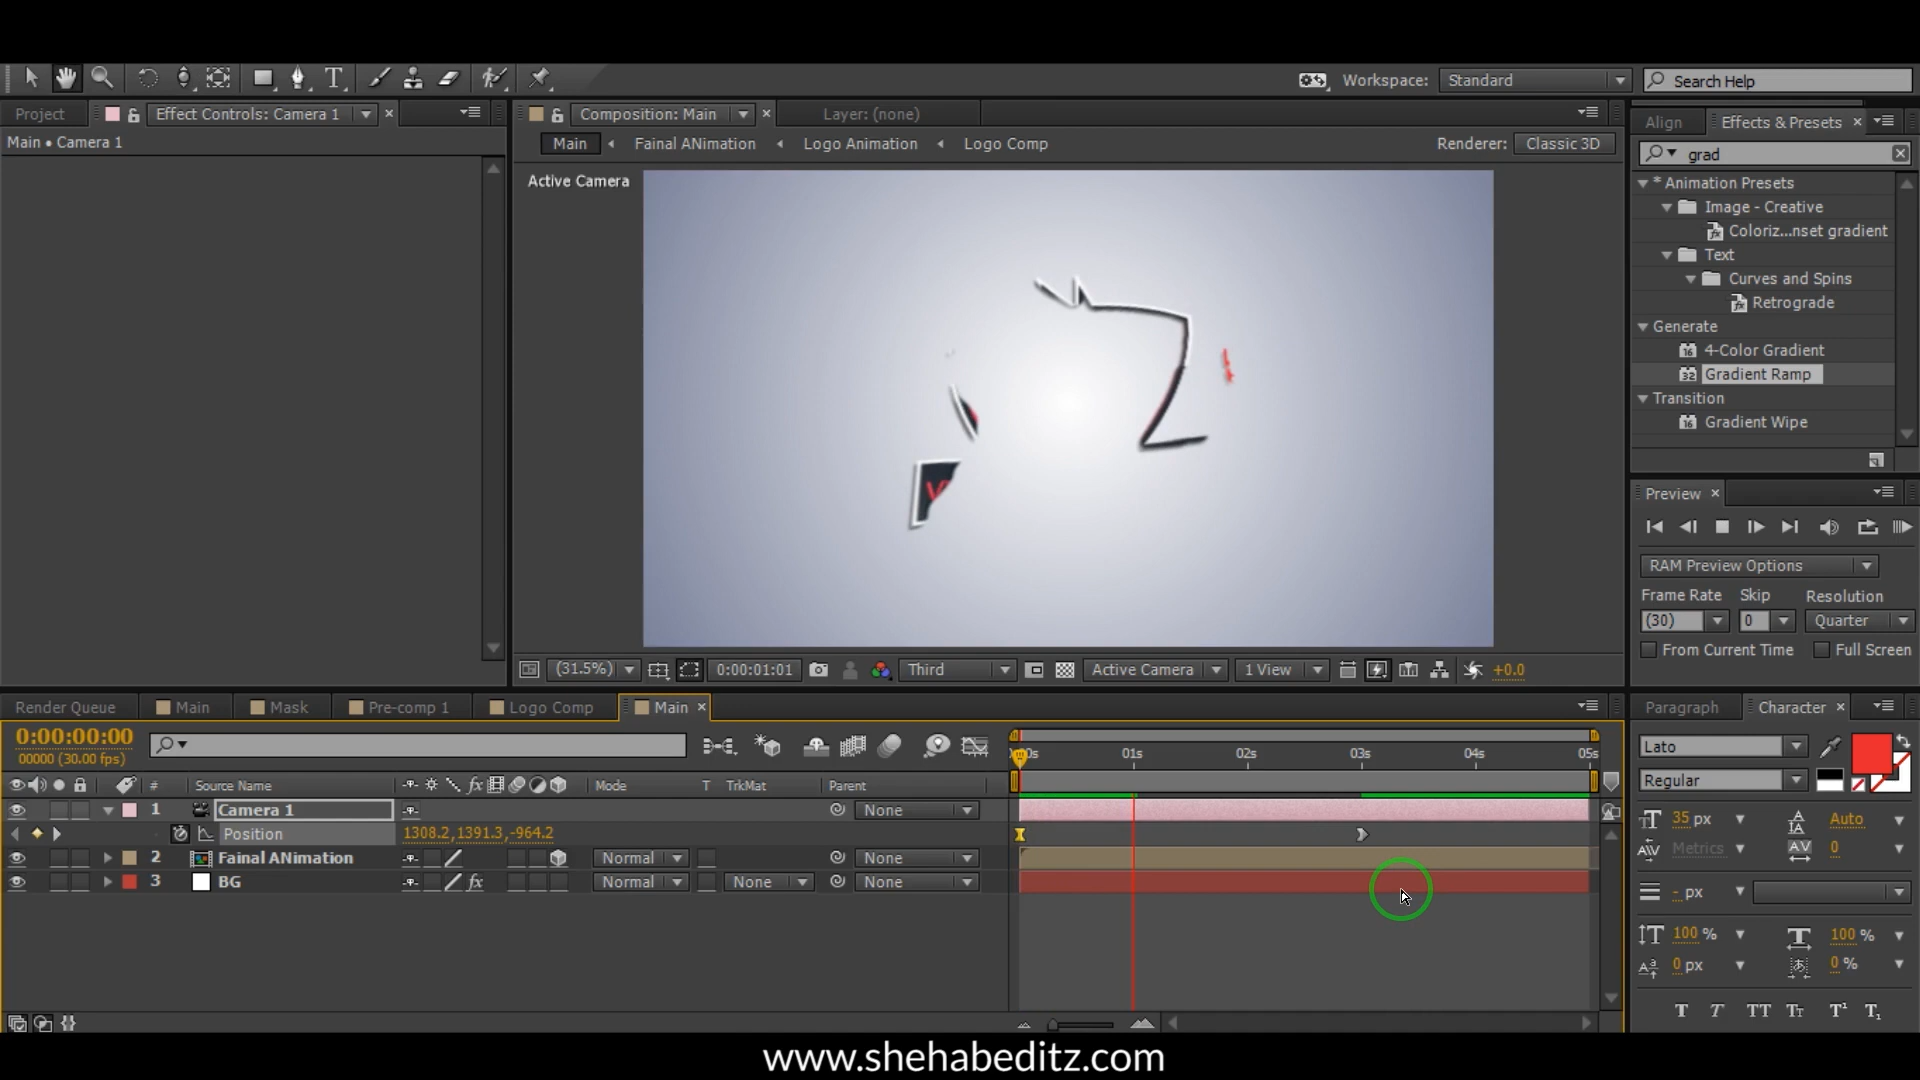 Workspace: Standard Search Help
Project Effect Controls: Camera 1 × Composition: Main × Layer: (none) Align Effects & Presets ×
Main • Camera 1 Main Fainal ANimation Logo Animation Logo Comp Renderer: Classic 3D grad
Active Camera
* Animation Presets
Image - Creative
Coloriz...nset gradient
Text
Curves and Spins
Retrograde
Generate
4-Color Gradient
Gradient Ramp
Transition
Gradient Wipe
Preview ×
RAM Preview Options
Frame Rate Skip Resolution
(30) 0 Quarter
From Current Time Full Screen
(31.5%) 0:00:01:01 Third Active Camera 1 View +0.0
Render Queue Main Mask Pre-comp 1 Logo Comp Main × Paragraph Character ×
0:00:00:00
00000 (30.00 fps)
00s 01s 02s 03s 04s 05s
Lato
Regular
# Source Name fx Mode T TrkMat Parent
1 Camera 1 None
Position 1308.2,1391.3,-964.2
2 Fainal ANimation Normal None
3 BG fx Normal None None
35 px Auto
Metrics 0
- px
100 % 100 %
0 px 0 %
T T TT Tr T¹ T₁
www.shehabeditz.com